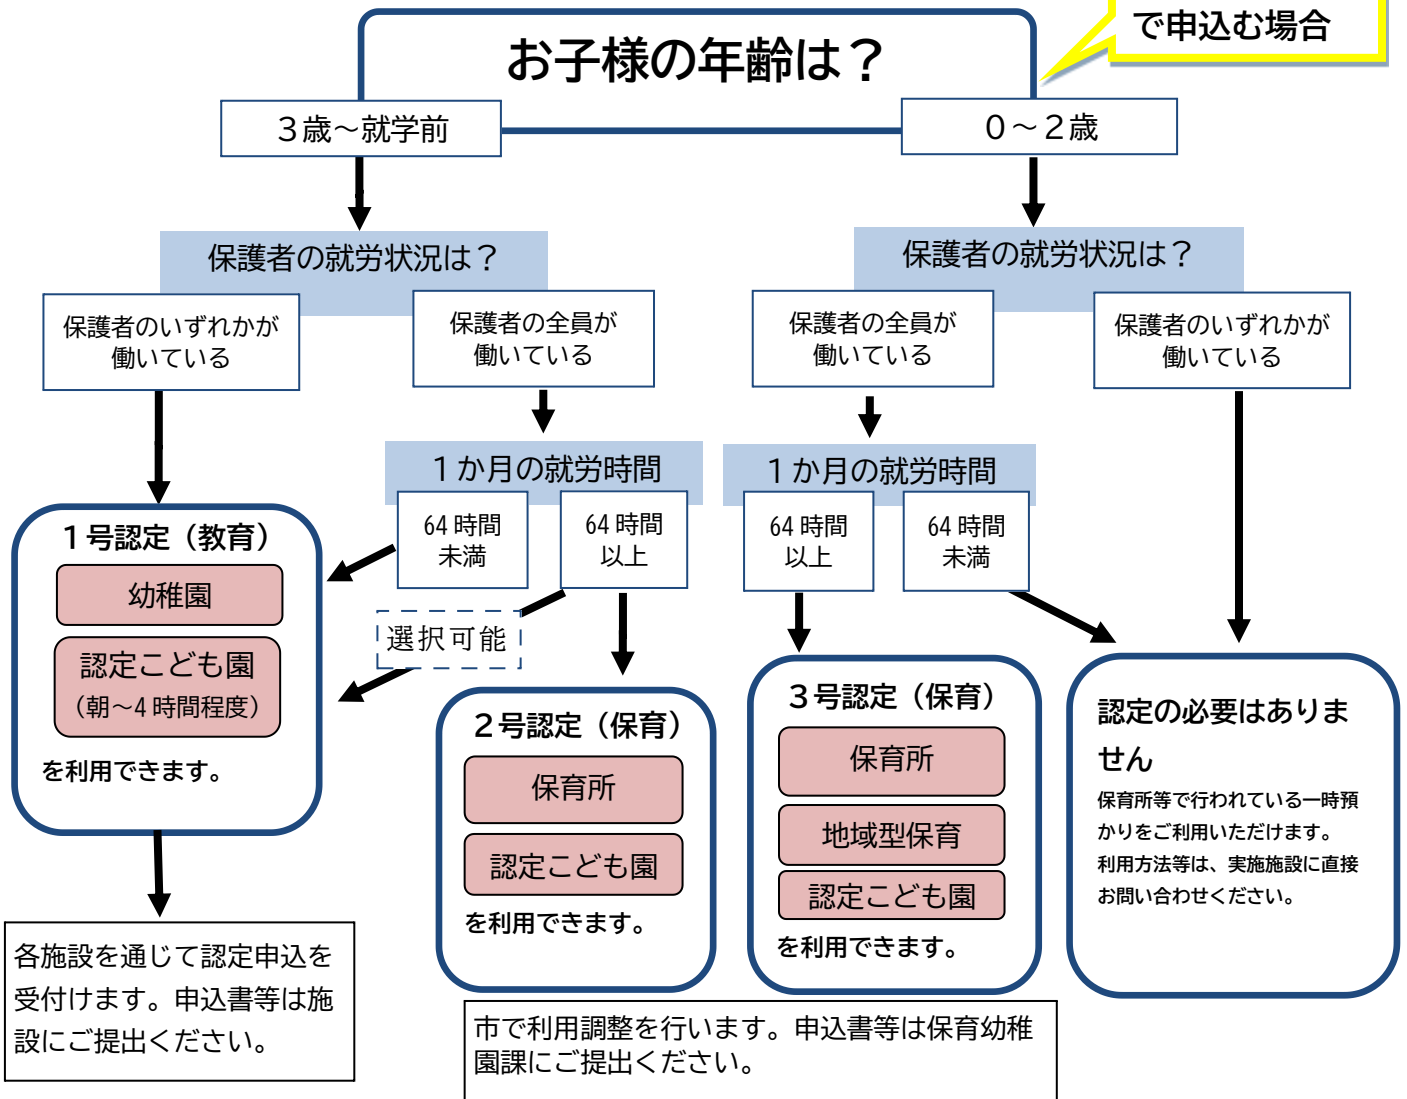 で申込む場合
お子様の年齢は？
３歳～就学前
０～２歳
保護者の就労状況は？
保護者の就労状況は？
保護者のいずれかが
働いている
保護者の全員が
働いている
保護者の全員が
働いている
保護者のいずれかが
働いている
１か月の就労時間
１か月の就労時間
64 時間
未満
64 時間
以上
64 時間
以上
64 時間
未満
選択可能
１号認定（教育）
幼稚園
認定こども園
（朝～4 時間程度）
を利用できます。
２号認定（保育）
保育所
認定こども園
を利用できます。
３号認定（保育）
保育所
地域型保育
認定こども園
を利用できます。
認定の必要はありま
せん
保育所等で行われている一時預
かりをご利用いただけます。
利用方法等は、実施施設に直接
お問い合わせください。
各施設を通じて認定申込を
受付けます。申込書等は施
設にご提出ください。
市で利用調整を行います。申込書等は保育幼稚
園課にご提出ください。